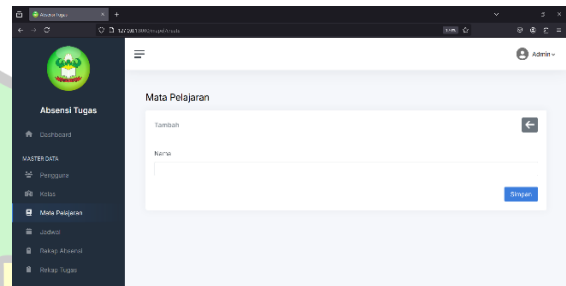 Absensi Tugas
Admin
Absensi Tugas
Mata Pelajaran
Tambah
Dashboard
MASTER DATA
Nama
Pengguna
Kelas
Simpan
Mata Pelajaran
Jadwal
Rekap Absensi
Rekap Tugas